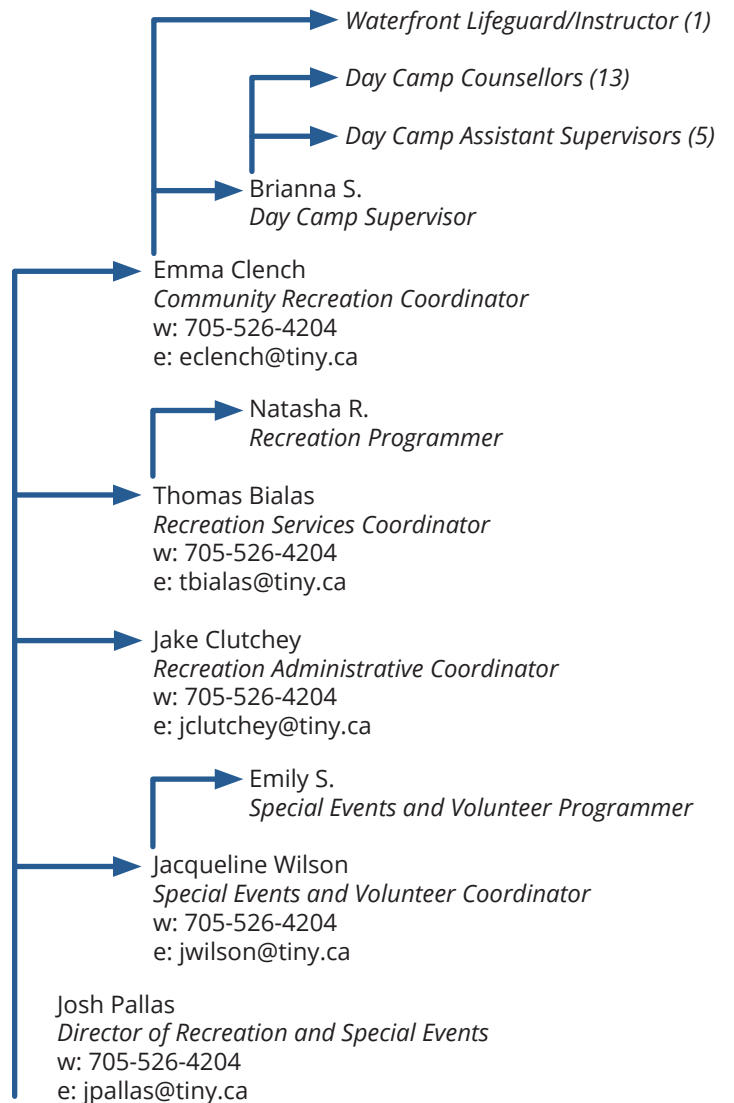 Waterfront Lifeguard/Instructor (1)
Day Camp Counsellors (13)
Day Camp Assistant Supervisors (5)
Brianna S.
Day Camp Supervisor
Emma Clench
Community Recreation Coordinator
w: 705-526-4204
e: eclench@tiny.ca
Natasha R.
Recreation Programmer
Thomas Bialas
Recreation Services Coordinator
w: 705-526-4204
e: tbialas@tiny.ca
Jake Clutchey
Recreation Administrative Coordinator
w: 705-526-4204
e: jclutchey@tiny.ca
Emily S.
Special Events and Volunteer Programmer
Jacqueline Wilson
Special Events and Volunteer Coordinator
w: 705-526-4204
e: jwilson@tiny.ca
Josh Pallas
Director of Recreation and Special Events
w: 705-526-4204
e: jpallas@tiny.ca